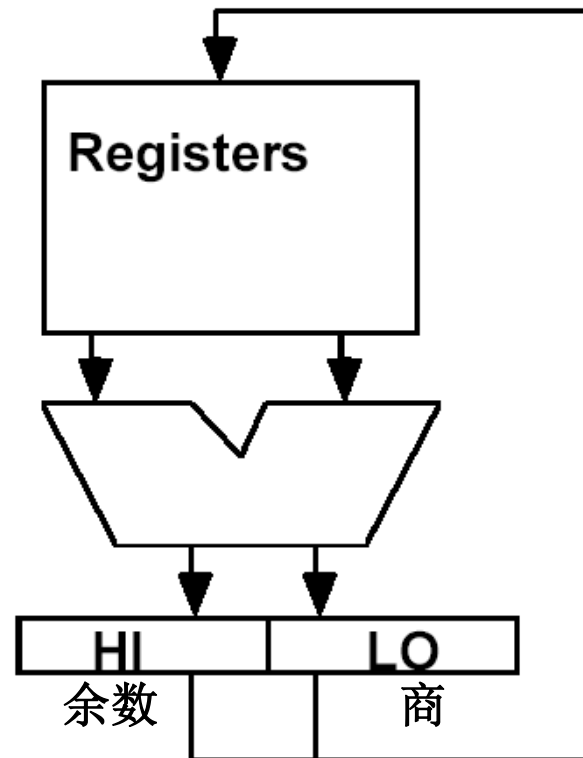 Registers
HI LO
余数 商